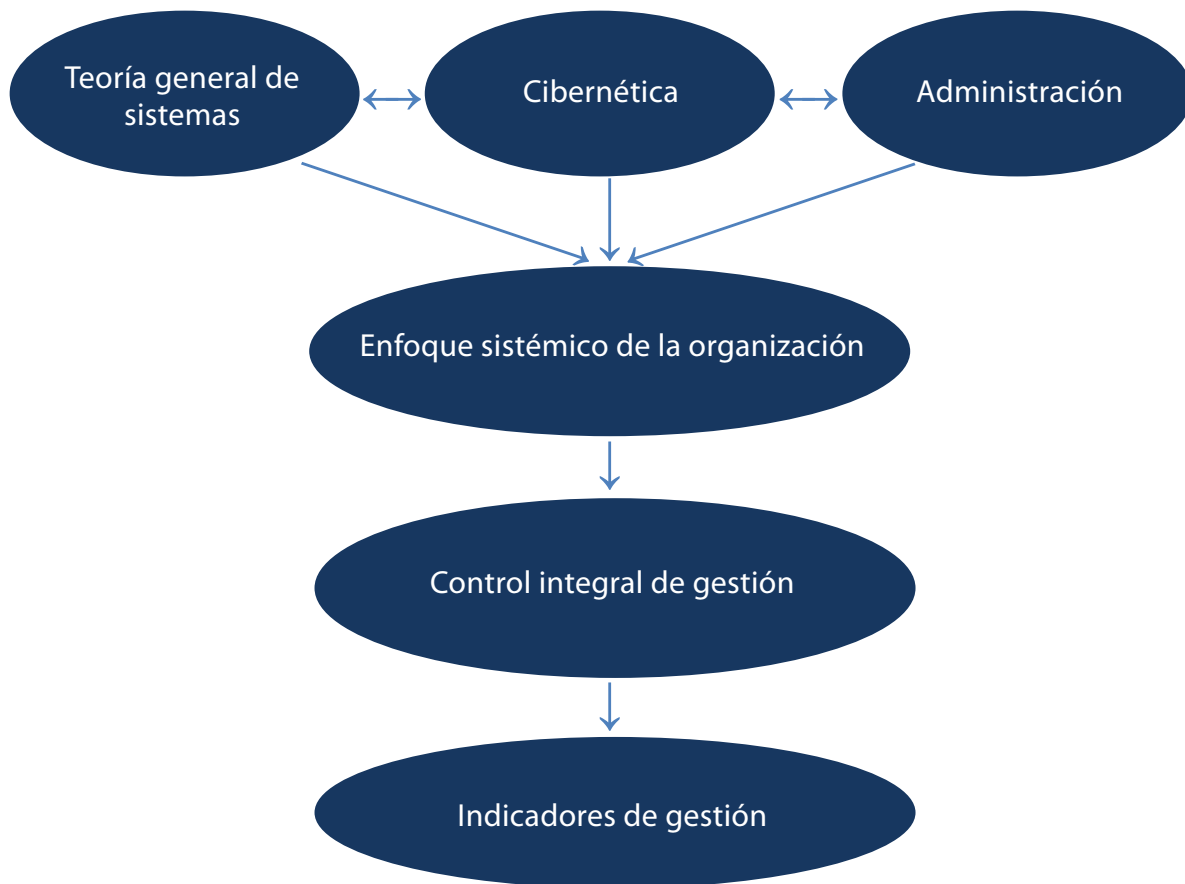 Teoría general de
sistemas
Cibernética
Administración
Enfoque sistémico de la organización
Control integral de gestión
Indicadores de gestión